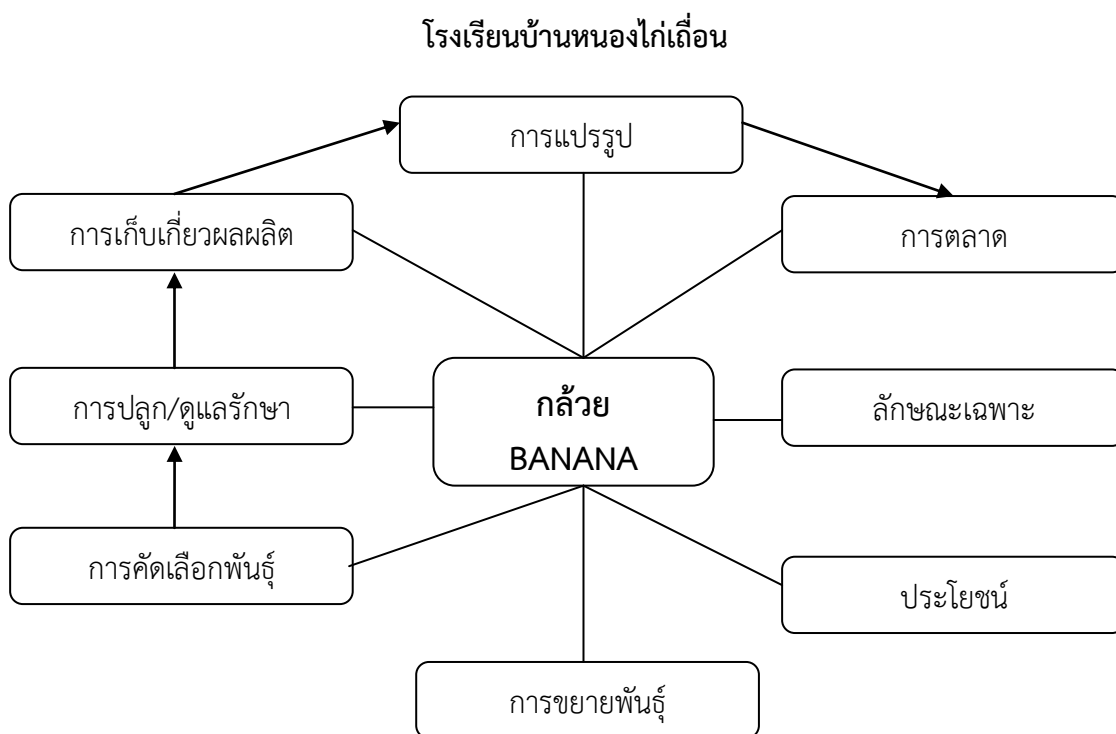 โรงเรียนบ้านหนองไก่เถื่อน
การแปรรูป
การเก็บเกี่ยวผลผลิต
การตลาด
การปลูก/ดูแลรักษา
กล้วย
BANANA
ลักษณะเฉพาะ
การคัดเลือกพันธุ์
ประโยชน์
การขยายพันธุ์